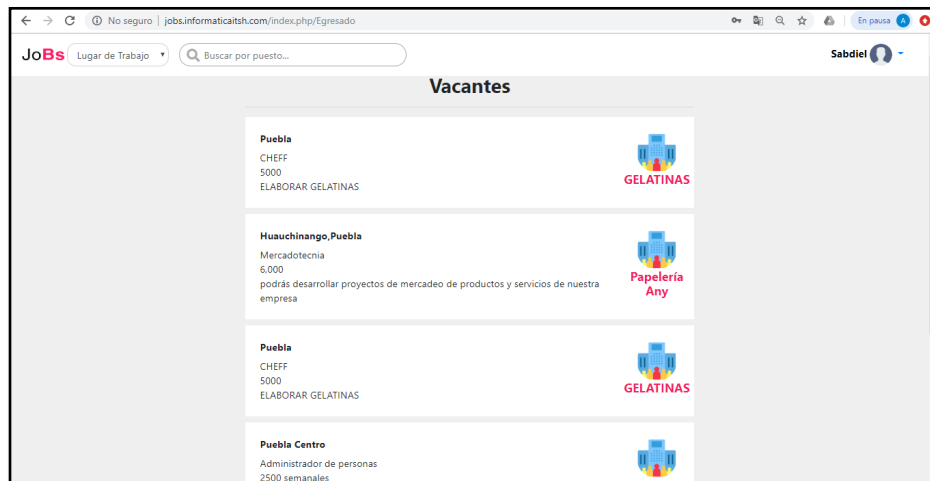 No seguro | jobs.informaticaitsh.com/index.php/Egresado
En pausa A
JoBs Lugar de Trabajo Buscar por puesto... Sabdiel
Vacantes
Puebla
CHEFF
5000
ELABORAR GELATINAS
GELATINAS
Huauchinango,Puebla
Mercadotecnia
6,000
podrás desarrollar proyectos de mercadeo de productos y servicios de nuestra
empresa
Papelería
Any
Puebla
CHEFF
5000
ELABORAR GELATINAS
GELATINAS
Puebla Centro
Administrador de personas
2500 semanales